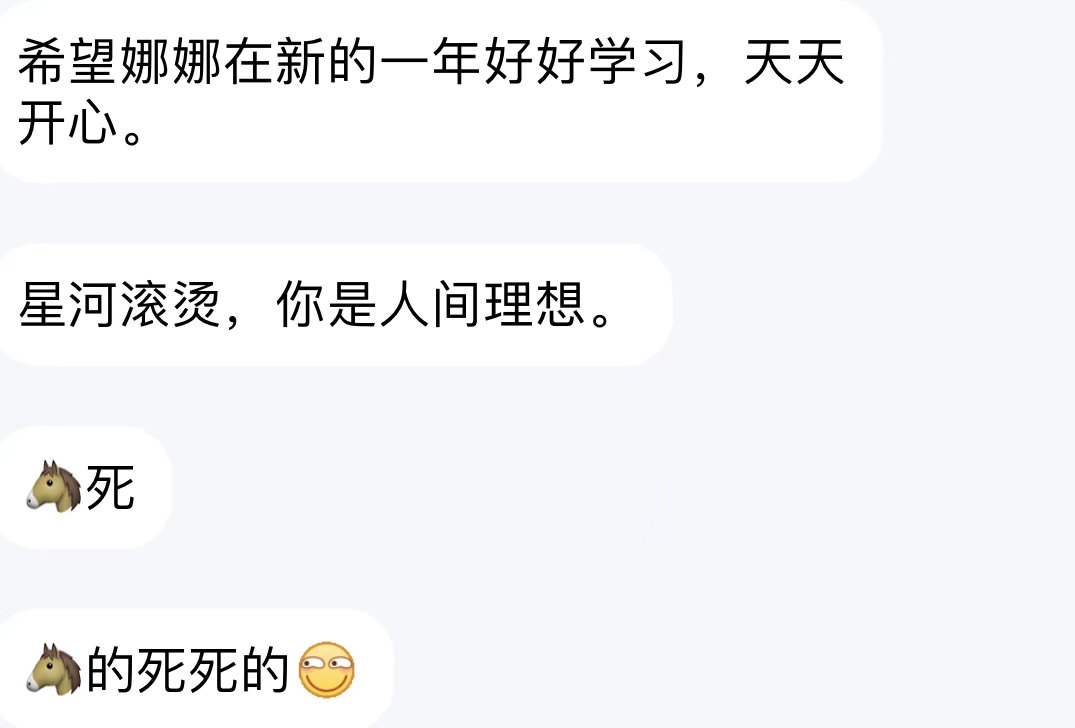 希望娜娜在新的一年好好学习，天天
开心。
星河滚烫，你是人间理想。
🐴死
🐴的死死的